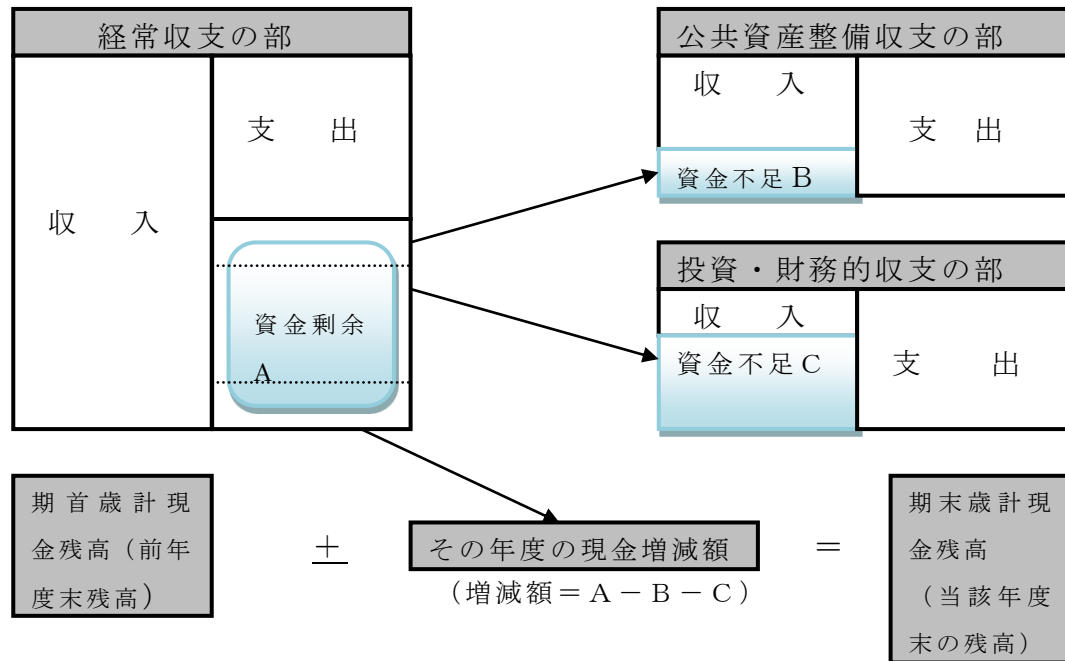 経常収支の部
収 入
支 出
資金剰余
A
公共資産整備収支の部
収 入
支 出
資金不足B
投資・財務的収支の部
収 入
資金不足C
支 出
期首歳計現
金残高（前年
度末残高）
＋
その年度の現金増減額
（増減額＝A－B－C）
＝
期末歳計現
金残高
（当該年度
末の残高）